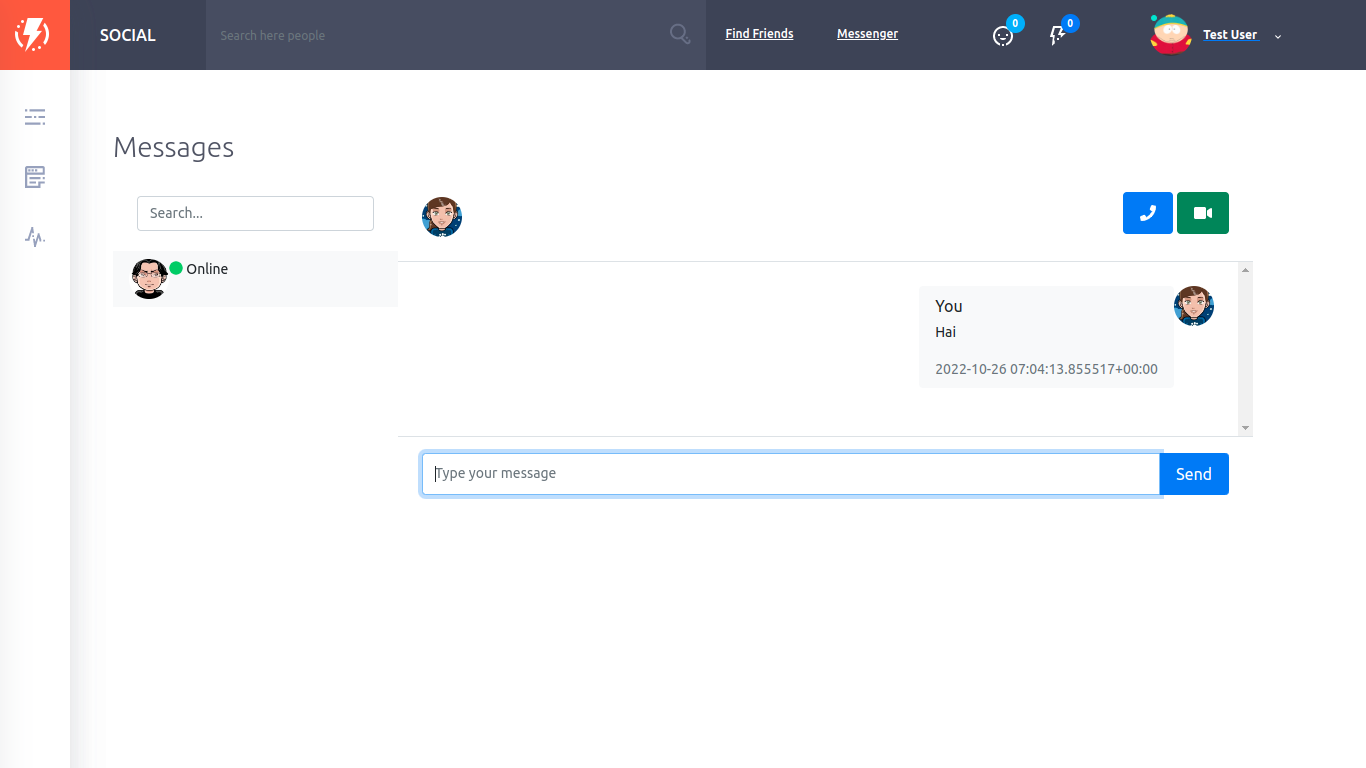 SOCIAL
Search here people
Find Friends
Messenger
0
0
Test User
Messages
Search...
Online
You
Hai
2022-10-26 07:04:13.855517+00:00
Type your message
Send